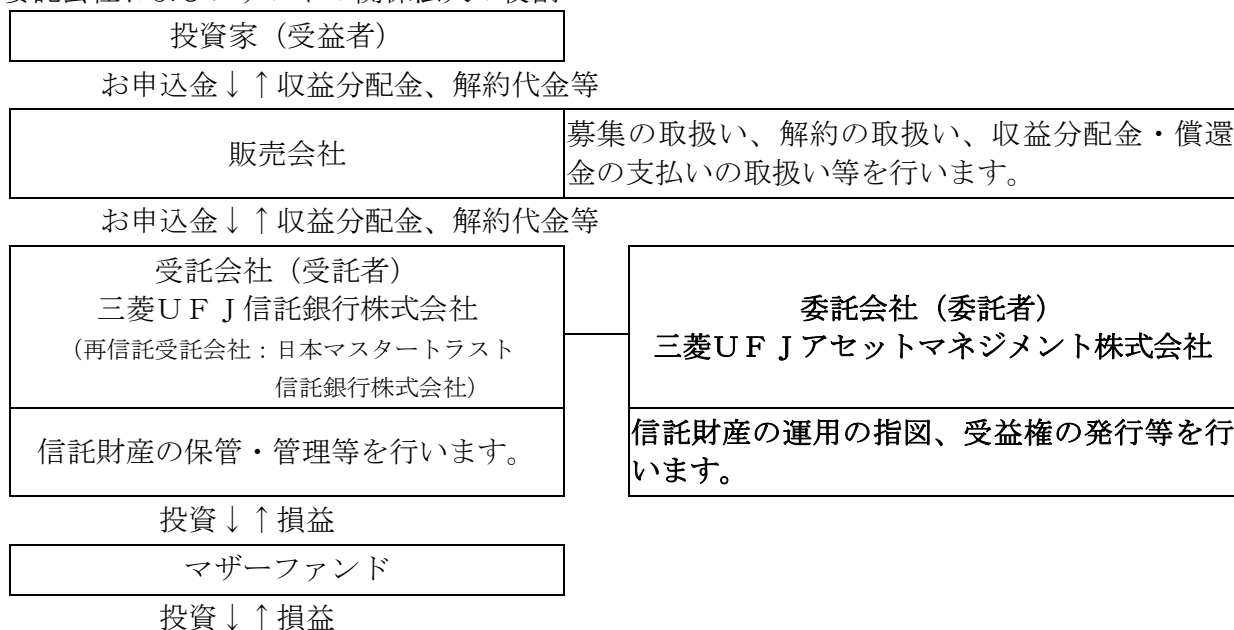 投資家（受益者）
お申込金↓↑収益分配金、解約代金等
販売会社
募集の取扱い、解約の取扱い、収益分配金・償還
金の支払いの取扱い等を行います。
お申込金↓↑収益分配金、解約代金等
受託会社（受託者）
三菱ＵＦＪ信託銀行株式会社
（再信託受託会社：日本マスタートラスト
信託銀行株式会社）
委託会社（委託者）
三菱ＵＦＪアセットマネジメント株式会社
信託財産の保管・管理等を行います。
信託財産の運用の指図、受益権の発行等を行
います。
投資↓↑損益
マザーファンド
投資↓↑損益